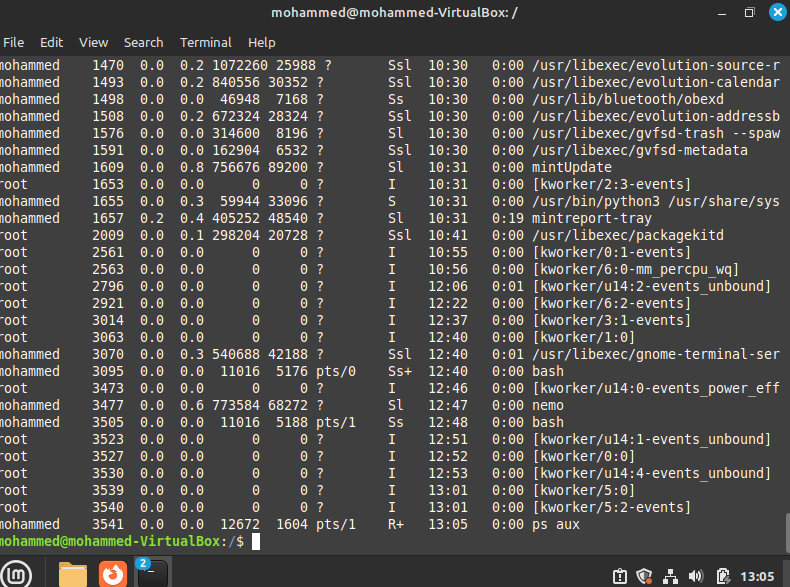 mohammed@mohammed-VirtualBox: /
File Edit View Search Terminal Help
mohammed 1470 0.0 0.2 1072260 25988 ? Ssl 10:30 0:00 /usr/libexec/evolution-source-r
mohammed 1493 0.0 0.2 840556 30352 ? Ssl 10:30 0:00 /usr/libexec/evolution-calendar
mohammed 1498 0.0 0.0 46948 7168 ? Ss 10:30 0:00 /usr/lib/bluetooth/obexd
mohammed 1508 0.0 0.2 672324 28324 ? Ssl 10:30 0:00 /usr/libexec/evolution-addressb
mohammed 1576 0.0 0.0 314600 8196 ? Sl 10:30 0:00 /usr/libexec/gvfsd-trash --spaw
mohammed 1591 0.0 0.0 162904 6532 ? Ssl 10:30 0:00 /usr/libexec/gvfsd-metadata
mohammed 1609 0.0 0.8 756676 89200 ? Sl 10:31 0:00 mintUpdate
root 1653 0.0 0.0 0 0 ? I 10:31 0:00 [kworker/2:3-events]
mohammed 1655 0.0 0.3 59944 33096 ? S 10:31 0:00 /usr/bin/python3 /usr/share/sys
mohammed 1657 0.2 0.4 405252 48540 ? Sl 10:31 0:19 mintreport-tray
root 2009 0.0 0.1 298204 20728 ? Ssl 10:41 0:00 /usr/libexec/packagekitd
root 2561 0.0 0.0 0 0 ? I 10:55 0:00 [kworker/0:1-events]
root 2563 0.0 0.0 0 0 ? I 10:56 0:00 [kworker/6:0-mm_percpu_wq]
root 2796 0.0 0.0 0 0 ? I 12:06 0:01 [kworker/u14:2-events_unbound]
root 2921 0.0 0.0 0 0 ? I 12:22 0:00 [kworker/6:2-events]
root 3014 0.0 0.0 0 0 ? I 12:37 0:00 [kworker/3:1-events]
root 3063 0.0 0.0 0 0 ? I 12:40 0:00 [kworker/1:0]
mohammed 3070 0.0 0.3 540688 42188 ? Ssl 12:40 0:01 /usr/libexec/gnome-terminal-ser
mohammed 3095 0.0 0.0 11016 5176 pts/0 Ss+ 12:40 0:00 bash
root 3473 0.0 0.0 0 0 ? I 12:46 0:00 [kworker/u14:0-events_power_eff
mohammed 3477 0.0 0.6 773584 68272 ? Sl 12:47 0:00 nemo
mohammed 3505 0.0 0.0 11016 5188 pts/1 Ss 12:48 0:00 bash
root 3523 0.0 0.0 0 0 ? I 12:51 0:00 [kworker/u14:1-events_unbound]
root 3527 0.0 0.0 0 0 ? I 12:52 0:00 [kworker/0:0]
root 3530 0.0 0.0 0 0 ? I 12:53 0:00 [kworker/u14:4-events_unbound]
root 3539 0.0 0.0 0 0 ? I 13:01 0:00 [kworker/5:0]
root 3540 0.0 0.0 0 0 ? I 13:01 0:00 [kworker/5:2-events]
mohammed 3541 0.0 0.0 12672 1604 pts/1 R+ 13:05 0:00 ps aux
mohammed@mohammed-VirtualBox:/$
2
13:05